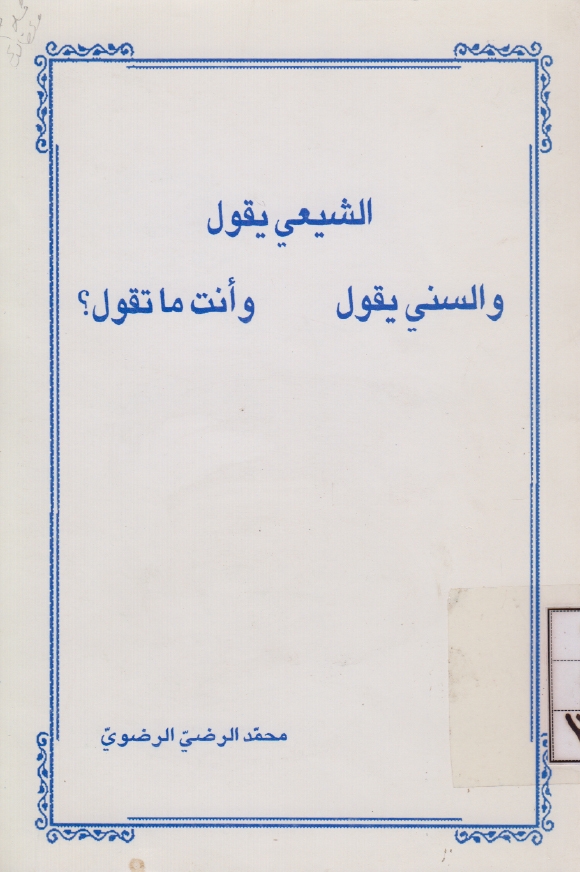 الشيعي يقول
والسني يقول وأنت ما تقول؟
محمّد الرضيّ الرضويّ